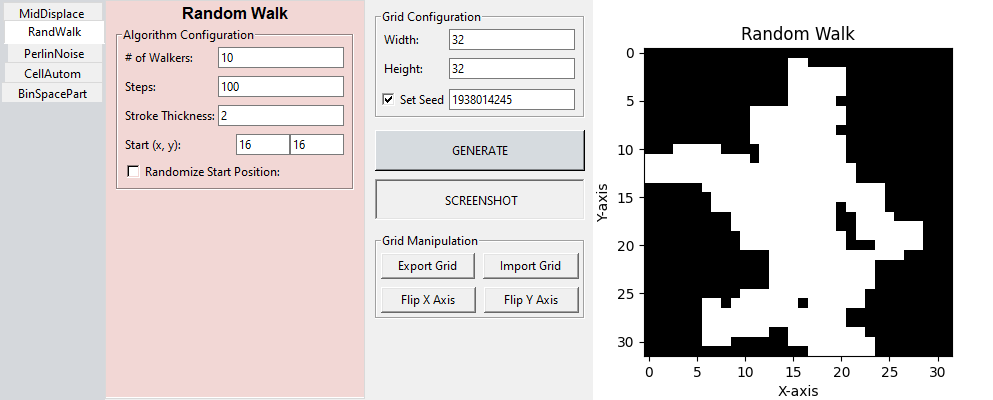 MidDisplace
RandWalk
PerlinNoise
CellAutom
BinSpacePart
Random Walk
Algorithm Configuration
# of Walkers: 10
Steps: 100
Stroke Thickness: 2
Start (x, y): 16 16
Randomize Start Position:
Grid Configuration
Width: 32
Height: 32
Set Seed 1938014245
GENERATE
SCREENSHOT
Grid Manipulation
Export Grid Import Grid
Flip X Axis Flip Y Axis
Random Walk
Y-axis
0
5
10
15
20
25
30
0 5 10 15 20 25 30
X-axis